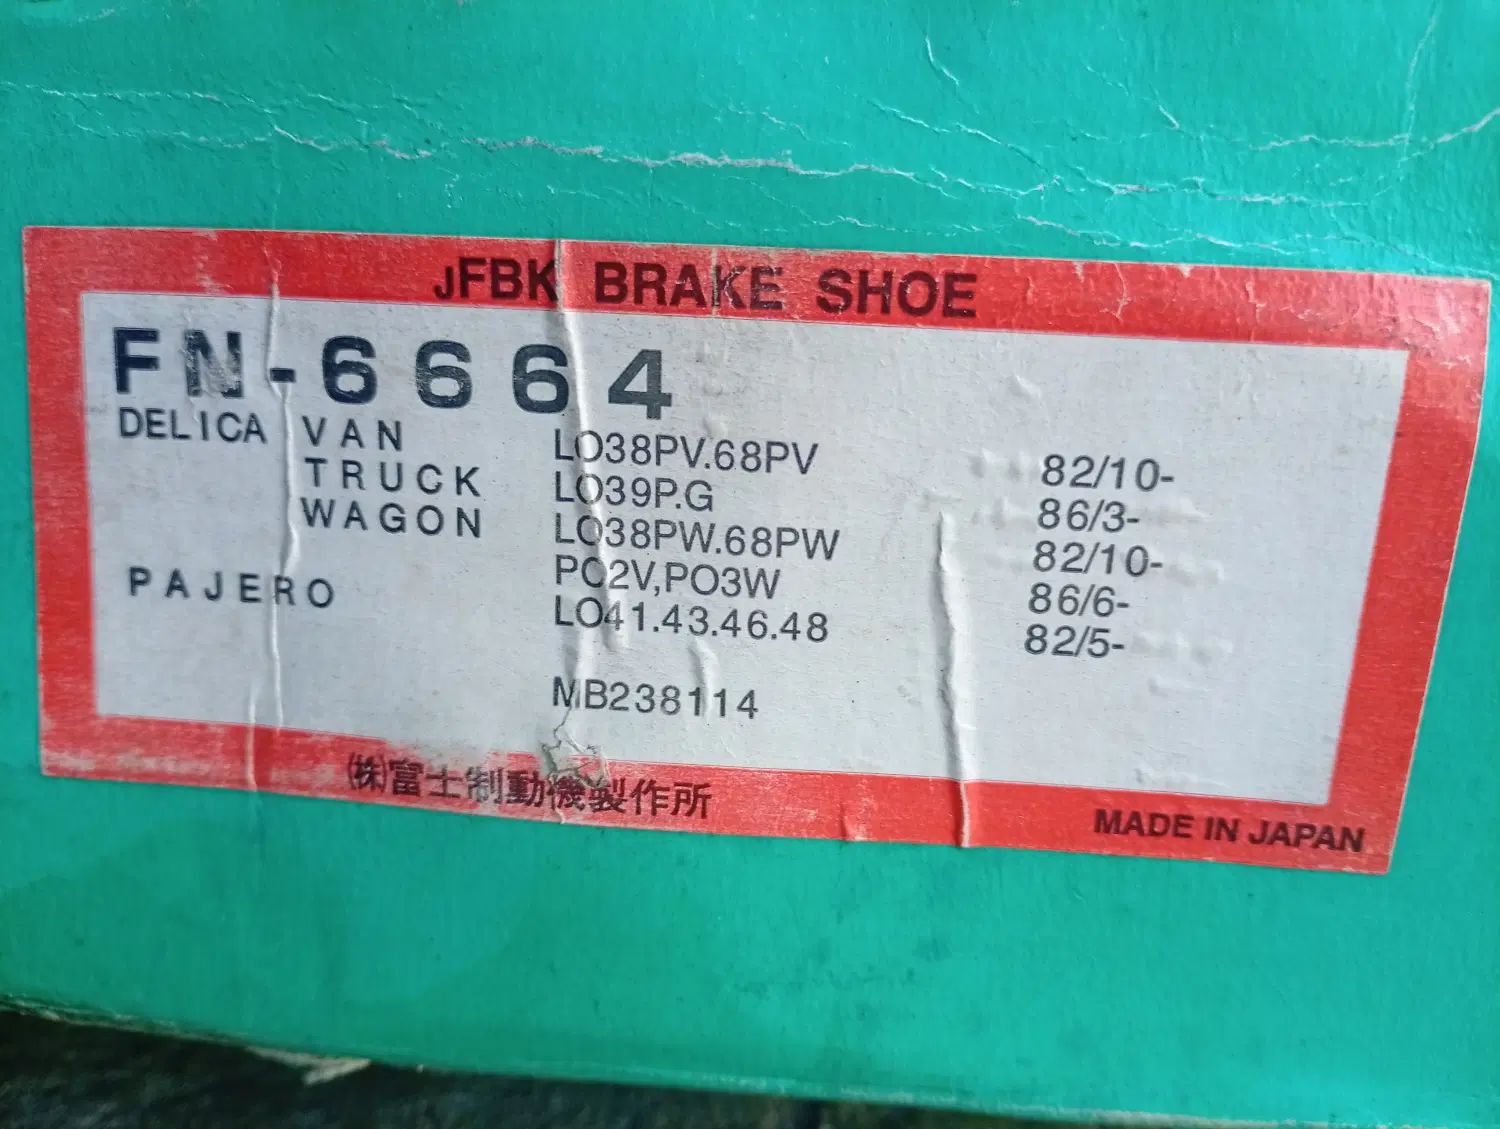 JFBK BRAKE SHOE
FN-6664
DELICA VAN LO38PV.68PV 82/10-
TRUCK LO39P.G 86/3-
WAGON LO38PW.68PW 82/10-
PO2V,PO3W 86/6-
PAJERO LO41.43.46.48 82/5-
MB238114
㈱富士制動機製作所
MADE IN JAPAN